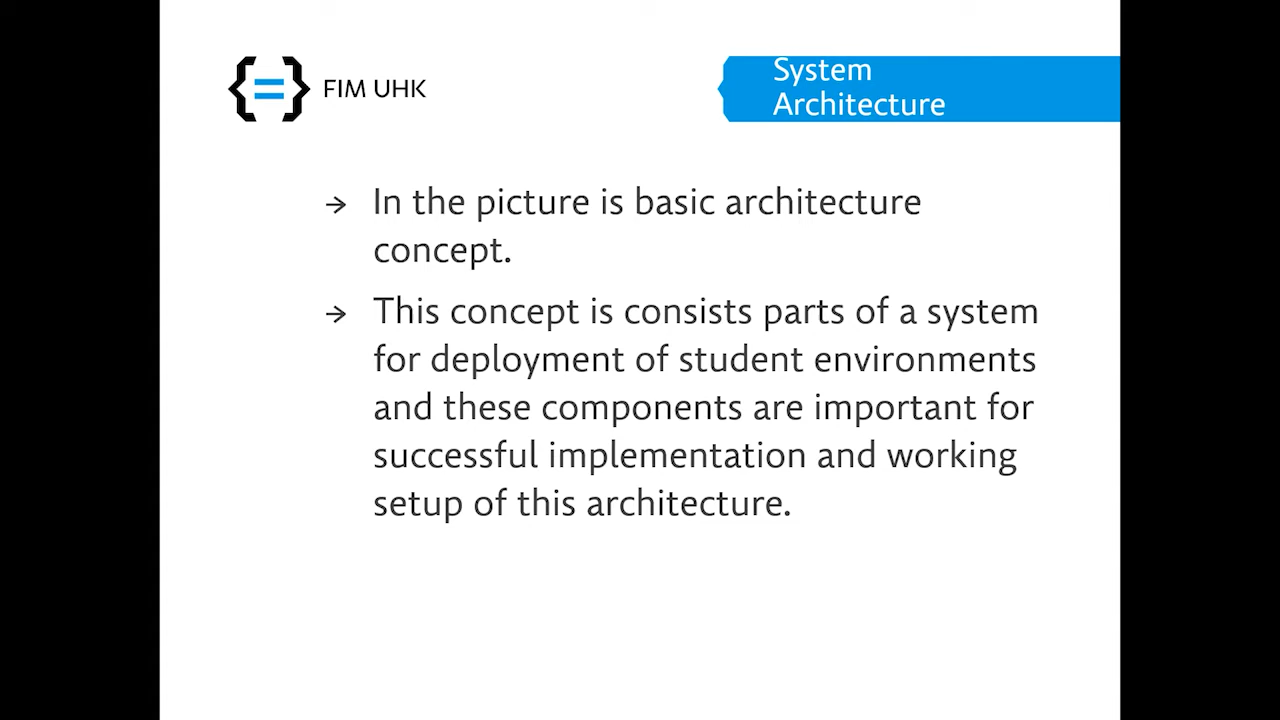 FIM UHK
System
Architecture
→ In the picture is basic architecture
concept.
→ This concept is consists parts of a system
for deployment of student environments
and these components are important for
successful implementation and working
setup of this architecture.